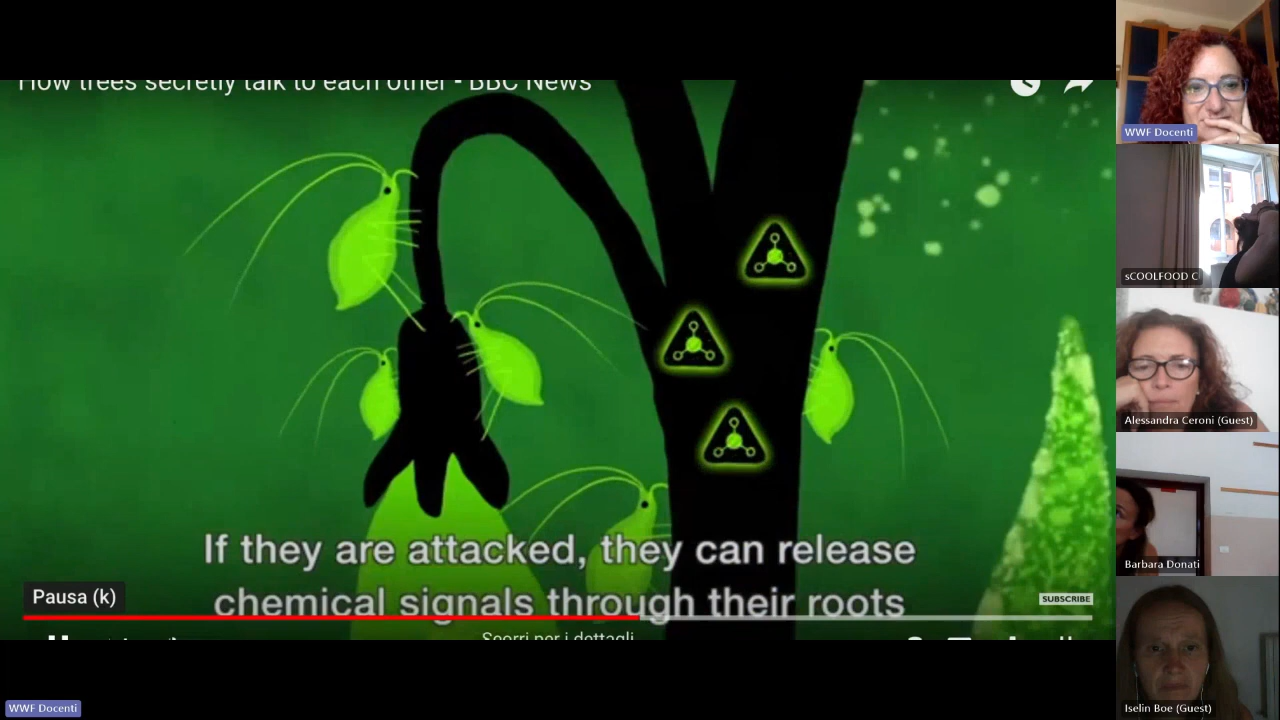 How trees secretly talk to each other - BBC News
If they are attacked, they can release
chemical signals through their roots
Pausa (k)
SUBSCRIBE
Scorri per i dettagli
WWF Docenti
WWF Docenti
sCOOLFOOD C
Alessandra Ceroni (Guest)
Barbara Donati
Iselin Boe (Guest)